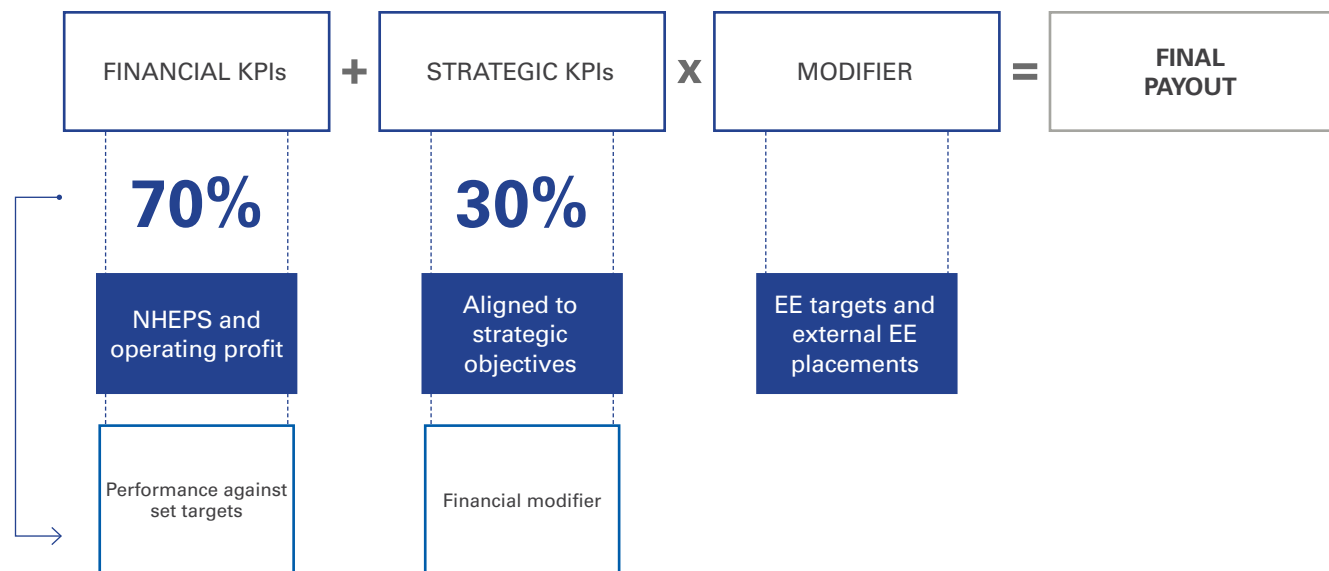 FINANCIAL KPIs
+
STRATEGIC KPIs
x
MODIFIER
=
FINAL
PAYOUT
70%
30%
NHEPS and
operating profit
Aligned to
strategic
objectives
EE targets and
external EE
placements
Performance against
set targets
Financial modifier